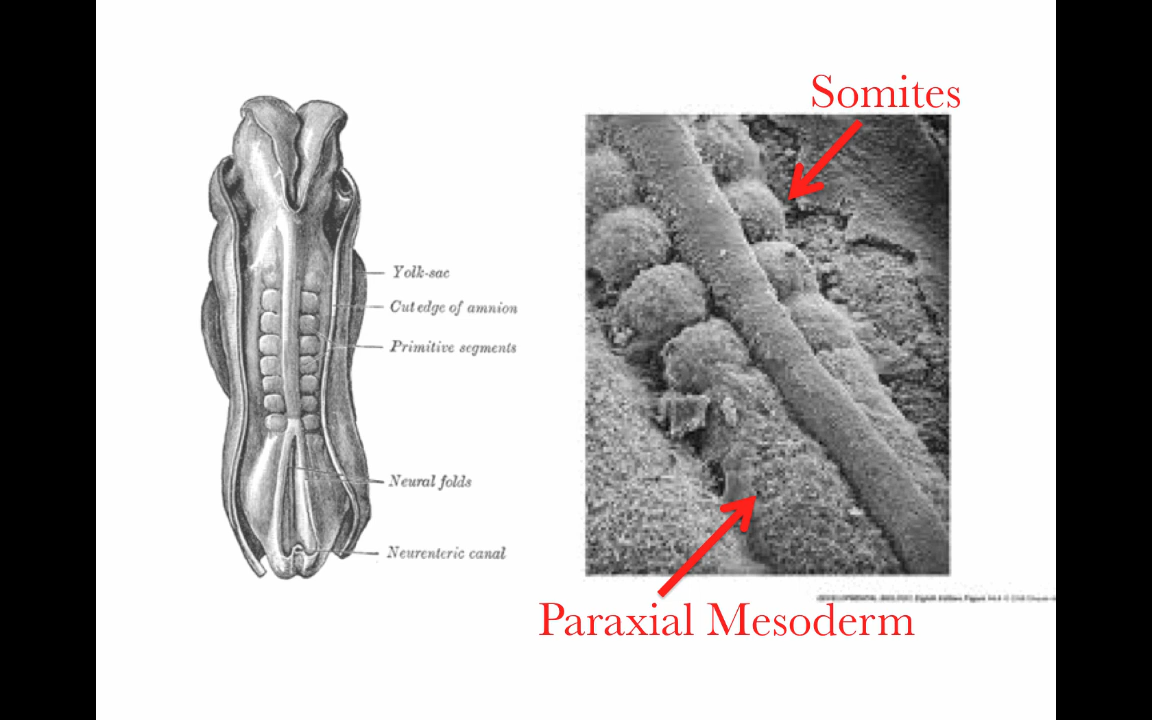 Somites
Yolk-sac
Cut edge of amnion
Primitive segments
Neural folds
Neurenteric canal
Paraxial Mesoderm